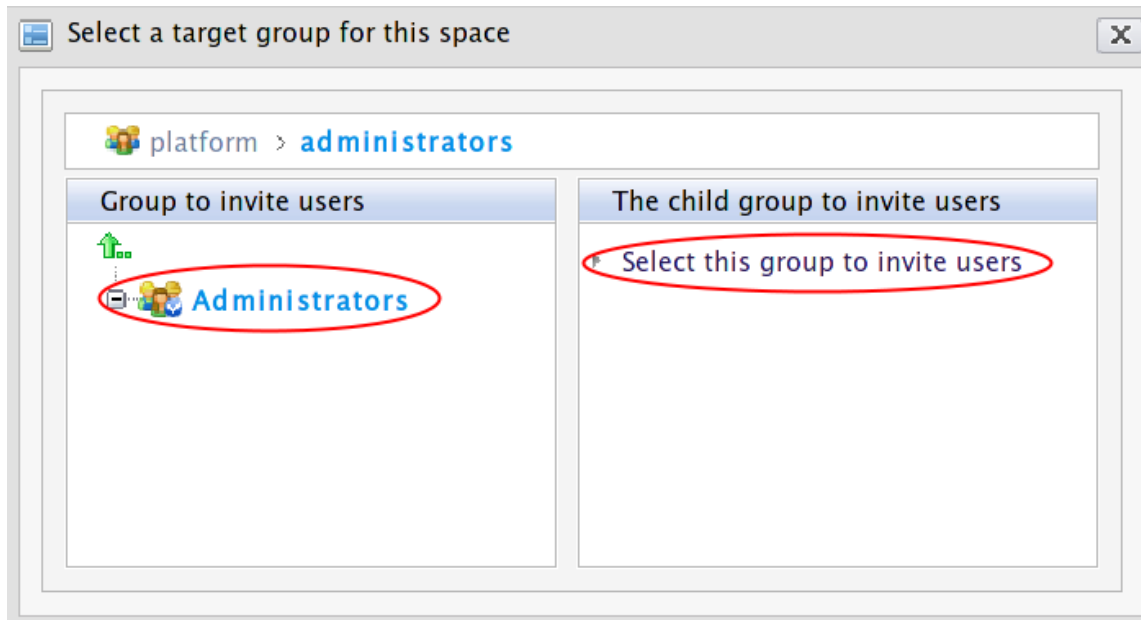 Select a target group for this space
platform > administrators
Group to invite users
The child group to invite users
Administrators
Select this group to invite users